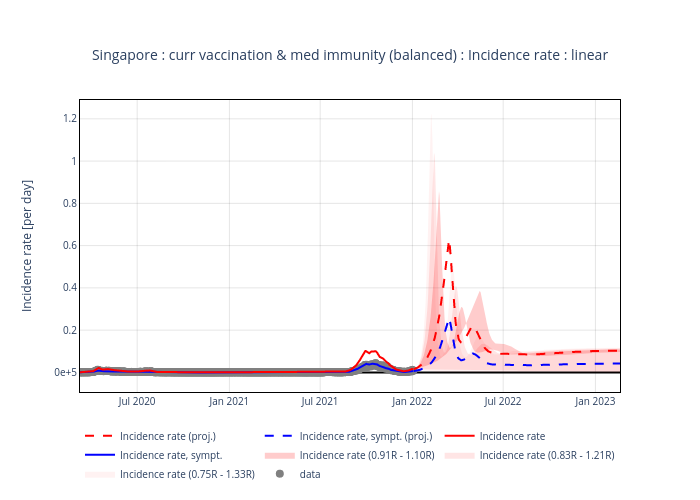 Singapore : curr vaccination & med immunity (balanced) : Incidence rate : linear
Incidence rate [per day]
1.2
1
0.8
0.6
0.4
0.2
0e+5
Jul 2020 Jan 2021 Jul 2021 Jan 2022 Jul 2022 Jan 2023
Incidence rate (proj.) Incidence rate, sympt. (proj.) Incidence rate
Incidence rate, sympt. Incidence rate (0.91R - 1.10R) Incidence rate (0.83R - 1.21R)
Incidence rate (0.75R - 1.33R) data